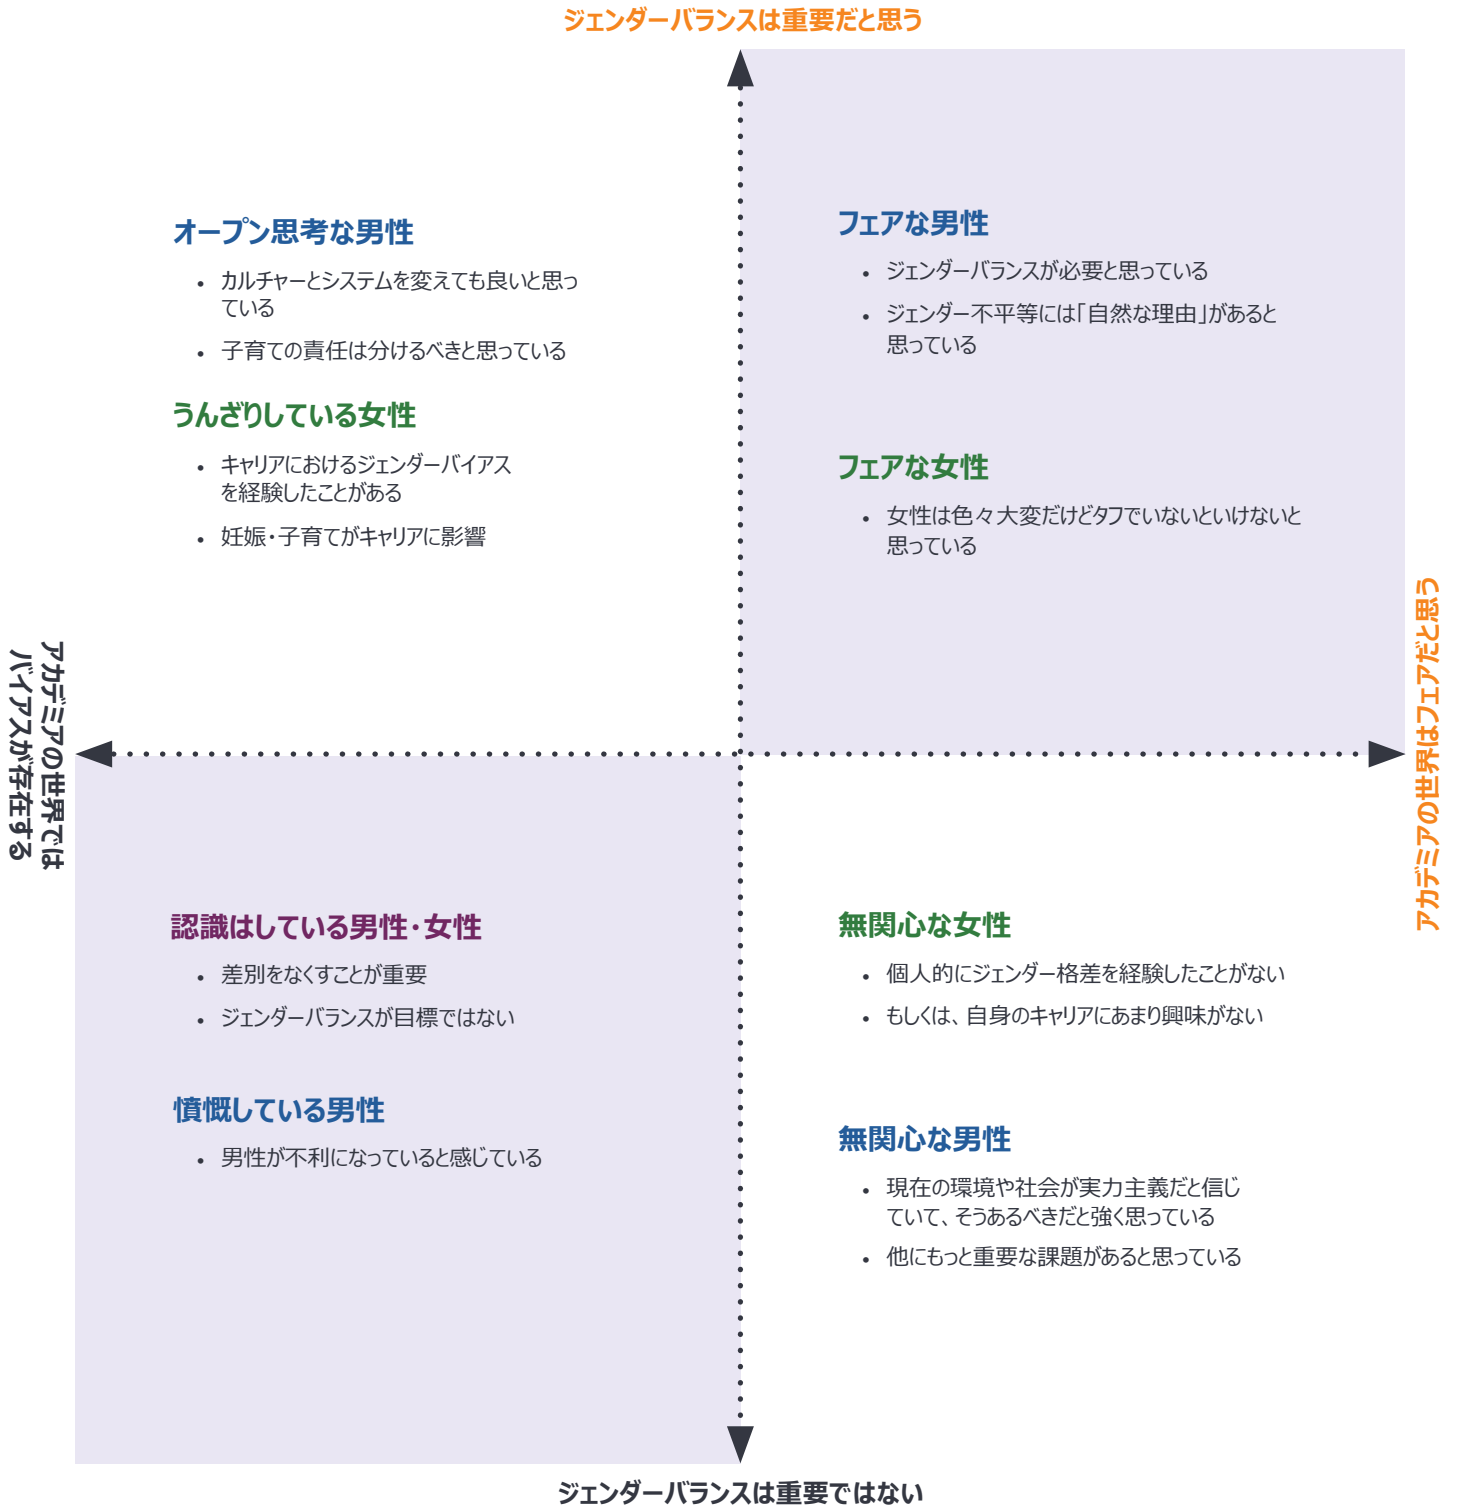 ジェンダーバランスは重要だと思う
オープン思考な男性
• カルチャーとシステムを変えても良いと思っ
ている
• 子育ての責任は分けるべきと思っている
うんざりしている女性
• キャリアにおけるジェンダーバイアス
を経験したことがある
• 妊娠・子育てがキャリアに影響
フェアな男性
• ジェンダーバランスが必要と思っている
• ジェンダー不平等には「自然な理由」があると
思っている
フェアな女性
• 女性は色々大変だけどタフでいないといけないと
思っている
アカデミアの世界では
バイアスが存在する
アカデミアの世界はフェアだと思う
認識はしている男性・女性
• 差別をなくすことが重要
• ジェンダーバランスが目標ではない
憤慨している男性
• 男性が不利になっていると感じている
無関心な女性
• 個人的にジェンダー格差を経験したことがない
• もしくは、自身のキャリアにあまり興味がない
無関心な男性
• 現在の環境や社会が実力主義だと信じ
ていて、そうあるべきだと強く思っている
• 他にもっと重要な課題があると思っている
ジェンダーバランスは重要ではない